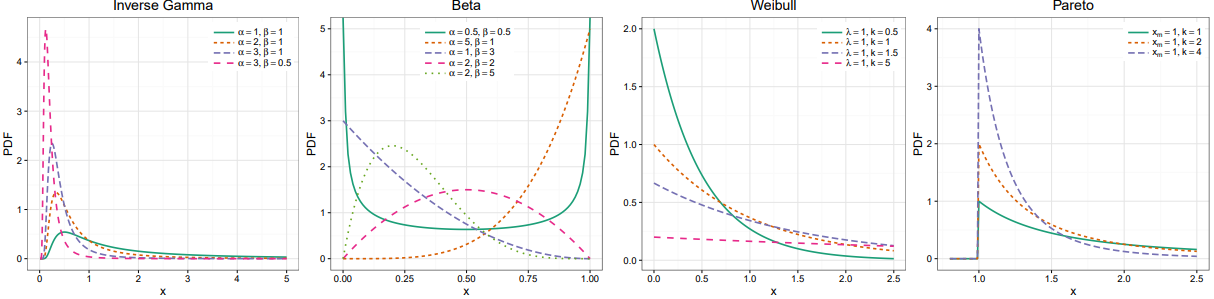 Inverse Gamma
α = 1, β = 1
α = 2, β = 1
α = 3, β = 1
α = 3, β = 0.5
PDF
4
3
2
1
0
0
1
2
3
4
5
x
Beta
α = 0.5, β = 0.5
α = 5, β = 1
α = 1, β = 3
α = 2, β = 2
α = 2, β = 5
PDF
5
4
3
2
1
0
0.00
0.25
0.50
0.75
1.00
x
Weibull
λ = 1, k = 0.5
λ = 1, k = 1
λ = 1, k = 1.5
λ = 1, k = 5
PDF
2.0
1.5
1.0
0.5
0.0
0.0
0.5
1.0
1.5
2.0
2.5
x
Pareto
xm = 1, k = 1
xm = 1, k = 2
xm = 1, k = 4
PDF
4
3
2
1
0
1.0
1.5
2.0
2.5
x